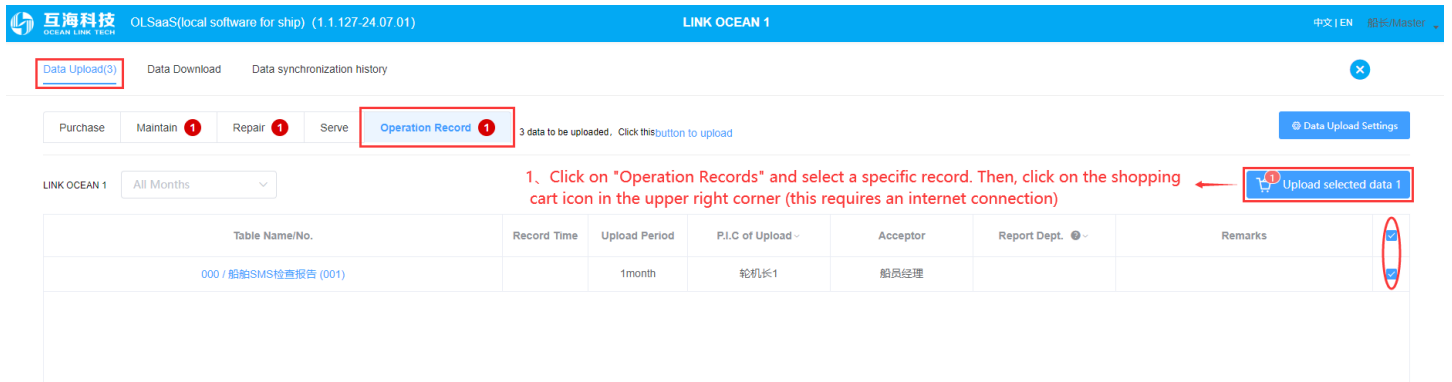 互海科技 OLSaaS(local software for ship) (1.1.127-24.07.01) LINK OCEAN 1 中文 | EN 船长/Master
OCEAN LINK TECH
Data Upload(3) Data Download Data synchronization history
Purchase Maintain 1 Repair 1 Serve Operation Record 1 3 data to be uploaded, Click this button to upload Data Upload Settings
LINK OCEAN 1 All Months 1、Click on "Operation Records" and select a specific record. Then, click on the shopping 1 Upload selected data 1
cart icon in the upper right corner (this requires an internet connection)
Table Name/No. Record Time Upload Period P.I.C of Upload Acceptor Report Dept. Remarks
000 / 船舶SMS检查报告 (001) 1month 轮机长1 船员经理